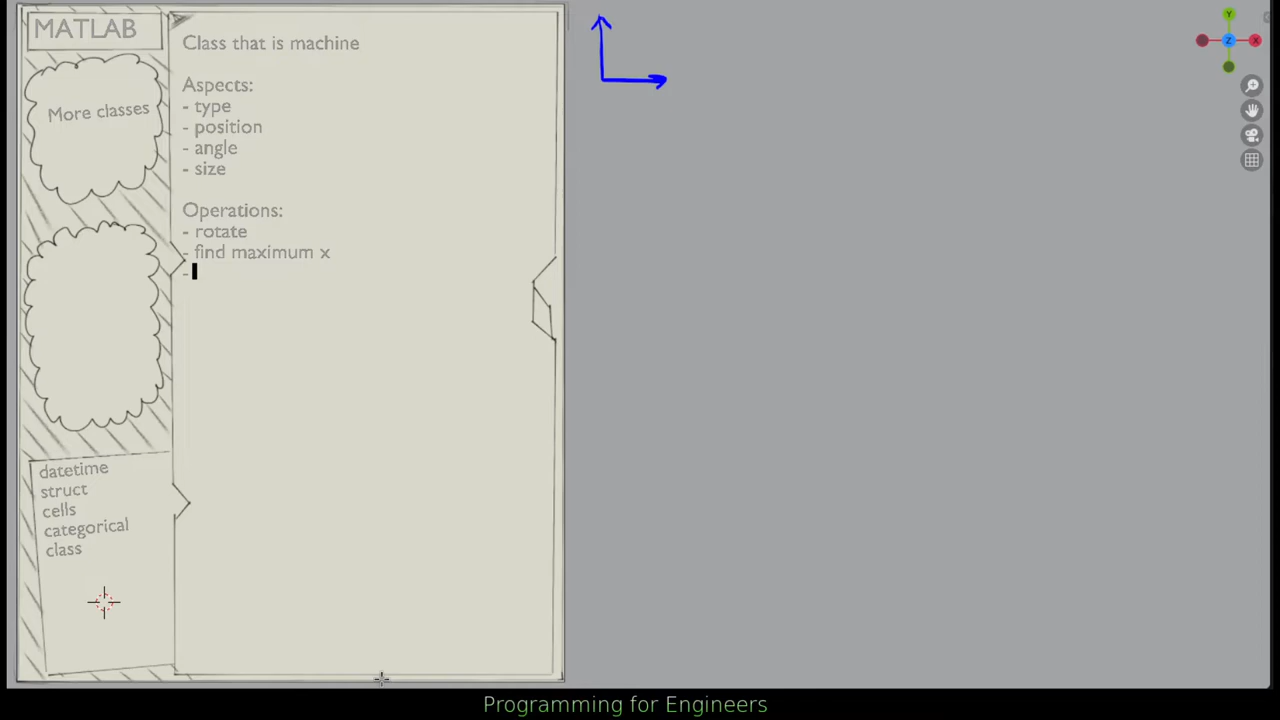 MATLAB
More classes
datetime
struct
cells
categorical
class
Class that is machine
Aspects:
- type
- position
- angle
- size
Operations:
- rotate
- find maximum x
-
Y
Z
X
Programming for Engineers